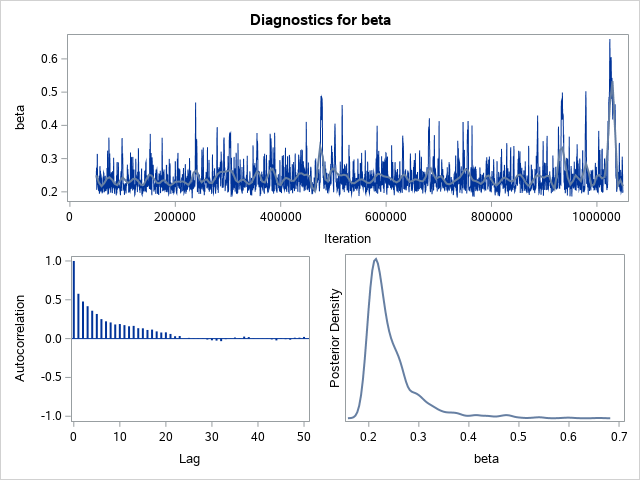 Diagnostics for beta
beta
0.6
0.5
0.4
0.3
0.2
0 200000 400000 600000 800000 1000000
Iteration
Autocorrelation
1.0
0.5
0.0
-0.5
-1.0
0 10 20 30 40 50
Lag
Posterior Density
0.2 0.3 0.4 0.5 0.6 0.7
beta